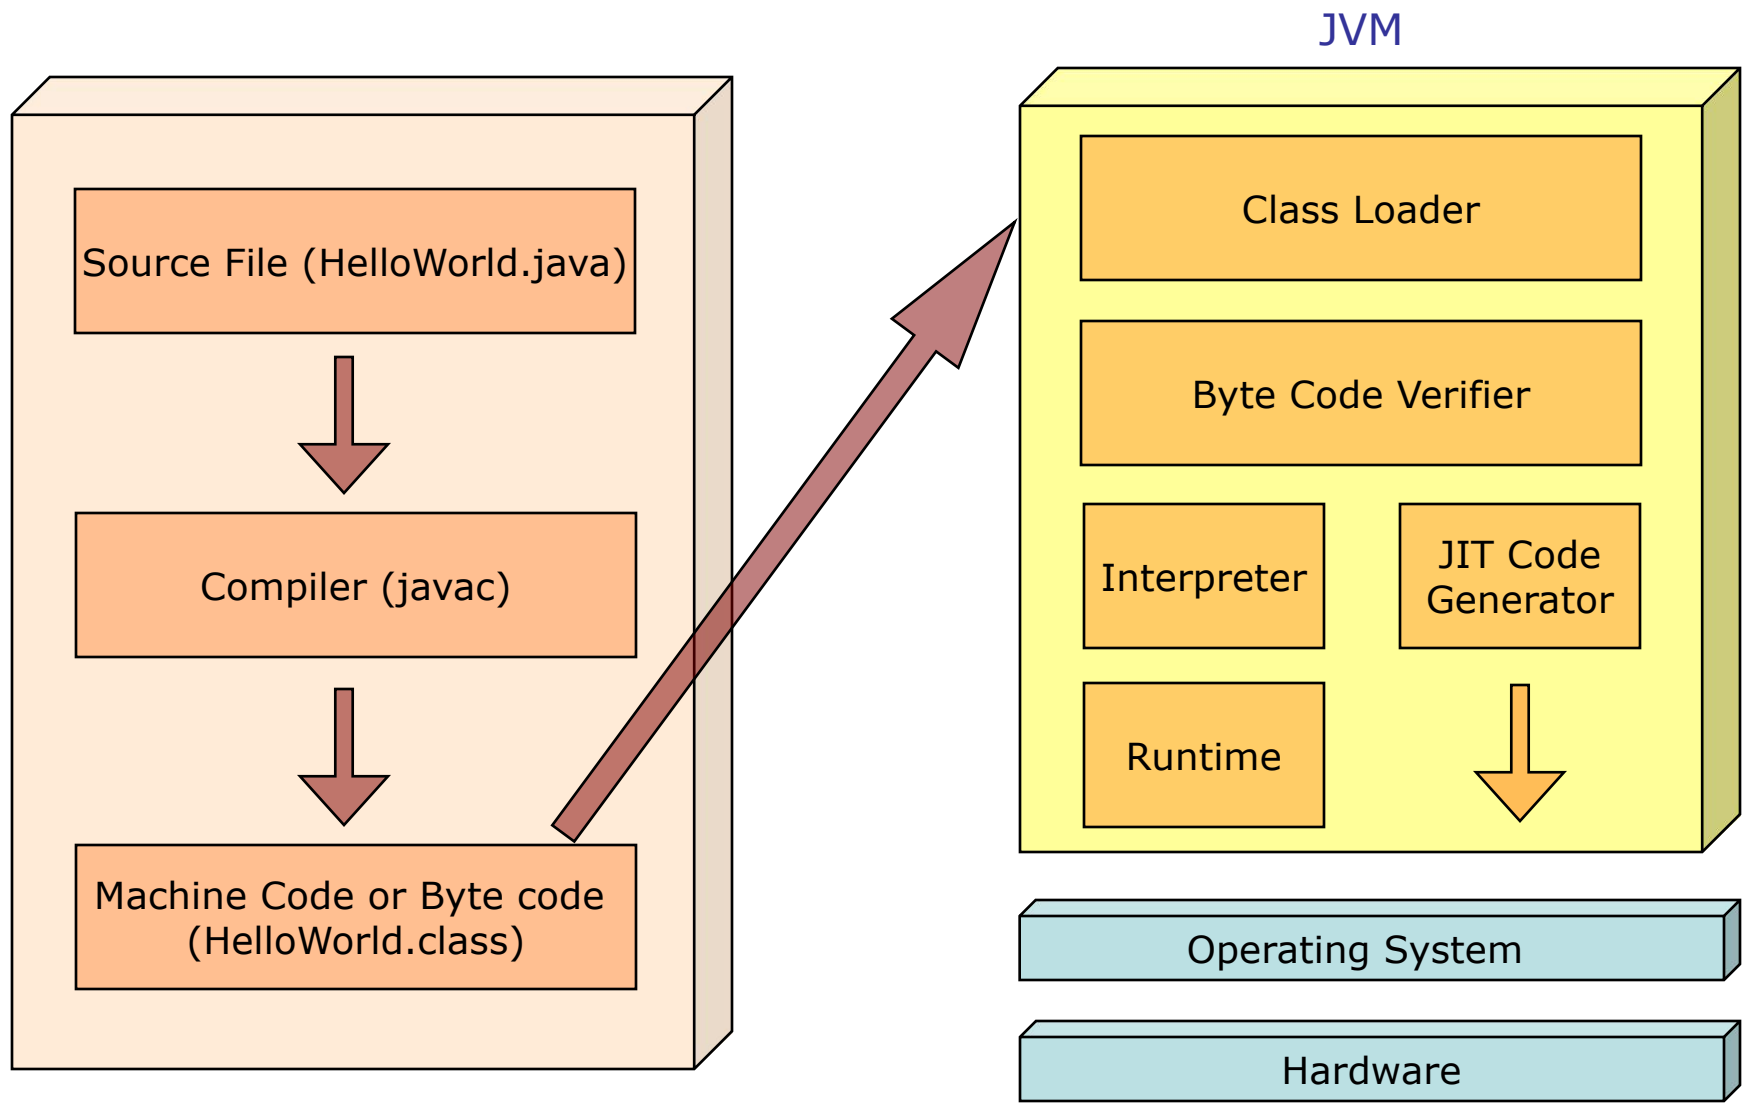 JVM
Source File (HelloWorld.java)
Compiler (javac)
Machine Code or Byte code
(HelloWorld.class)
Class Loader
Byte Code Verifier
Interpreter
JIT Code
Generator
Runtime
Operating System
Hardware